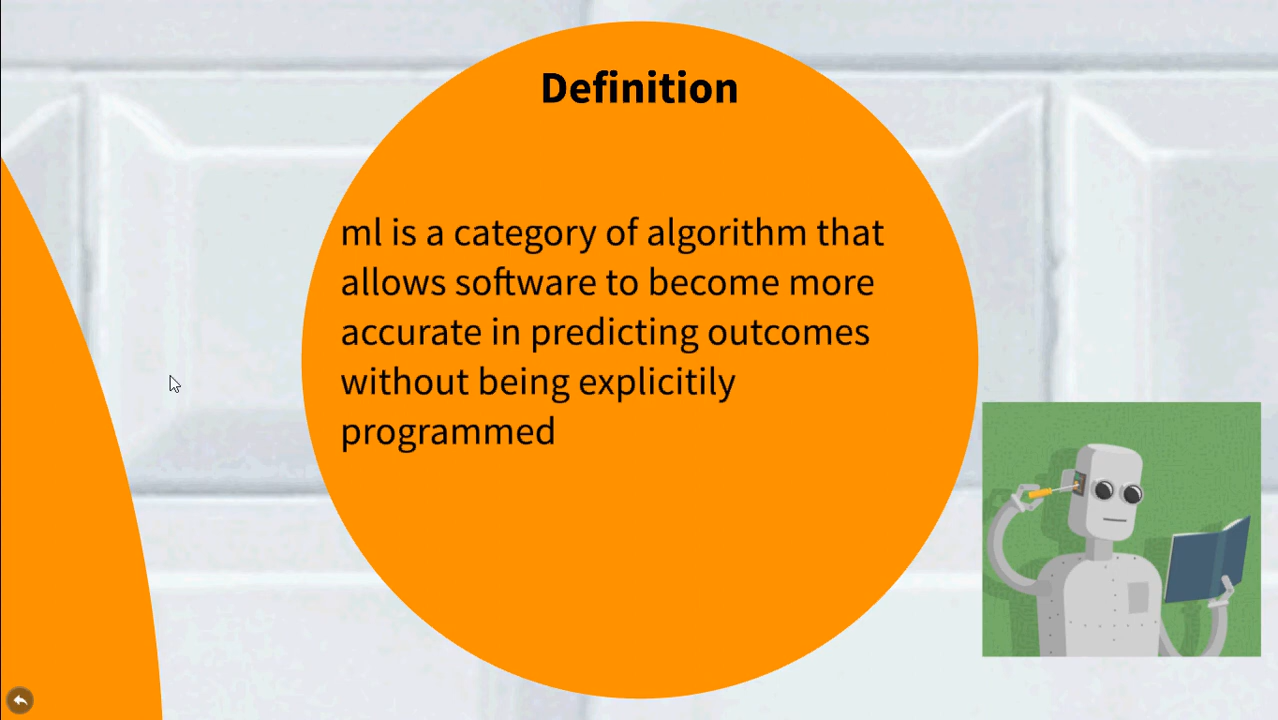 Definition
ml is a category of algorithm that
allows software to become more
accurate in predicting outcomes
without being explicitily
programmed